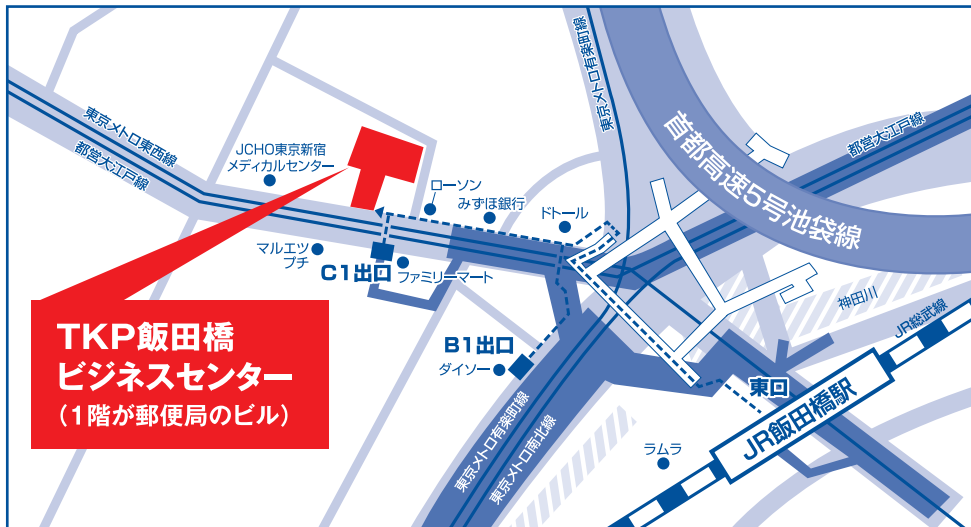 東京メトロ東西線
都営大江戸線
JCHO東京新宿
メディカルセンター
ローソン
みずほ銀行
ドトール
東京メトロ有楽町線
首都高速5号池袋線
都営大江戸線
マルエツ
プチ
C1出口
ファミリーマート
神田川
JR総武線
TKP飯田橋
ビジネスセンター
(1階が郵便局のビル)
B1出口
ダイソー
東口
JR飯田橋駅
東京メトロ有楽町線
東京メトロ南北線
ラムラ